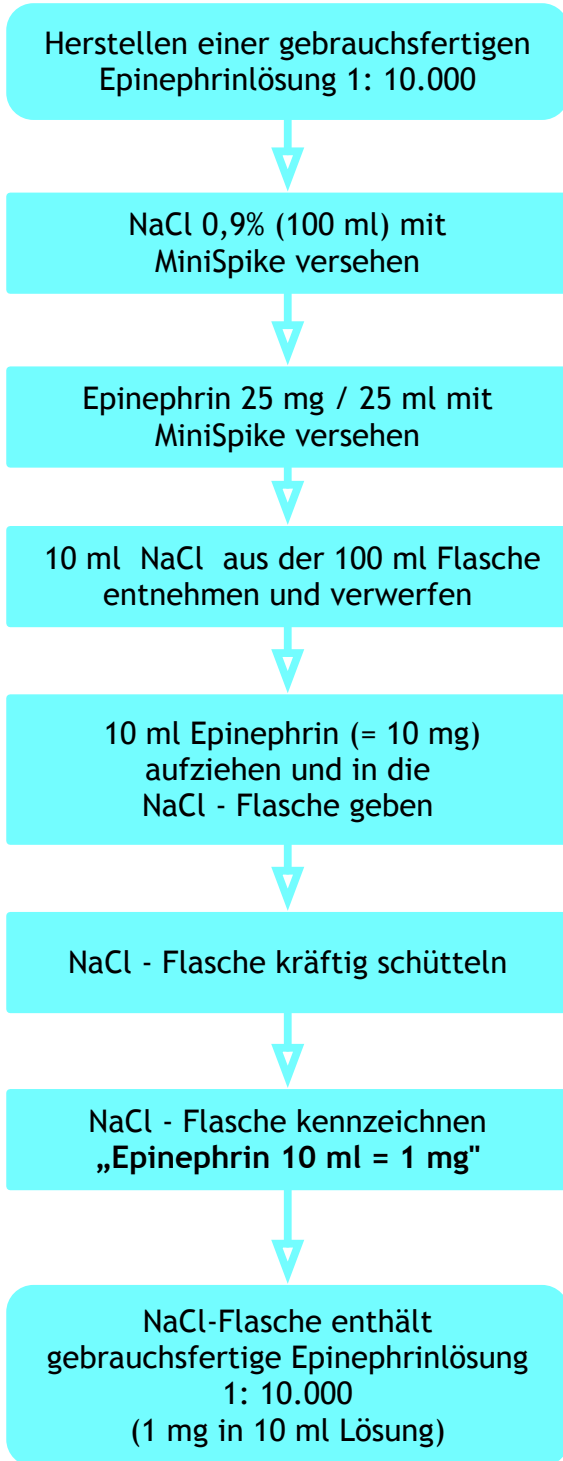 Herstellen einer gebrauchsfertigen
Epinephrinlösung 1: 10.000
NaCl 0,9% (100 ml) mit
MiniSpike versehen
Epinephrin 25 mg / 25 ml mit
MiniSpike versehen
10 ml  NaCl  aus der 100 ml Flasche
entnehmen und verwerfen
10 ml Epinephrin (= 10 mg)
aufziehen und in die
NaCl - Flasche geben
NaCl - Flasche kräftig schütteln
NaCl - Flasche kennzeichnen
„Epinephrin 10 ml = 1 mg"
NaCl-Flasche enthält
gebrauchsfertige Epinephrinlösung
1: 10.000
(1 mg in 10 ml Lösung)